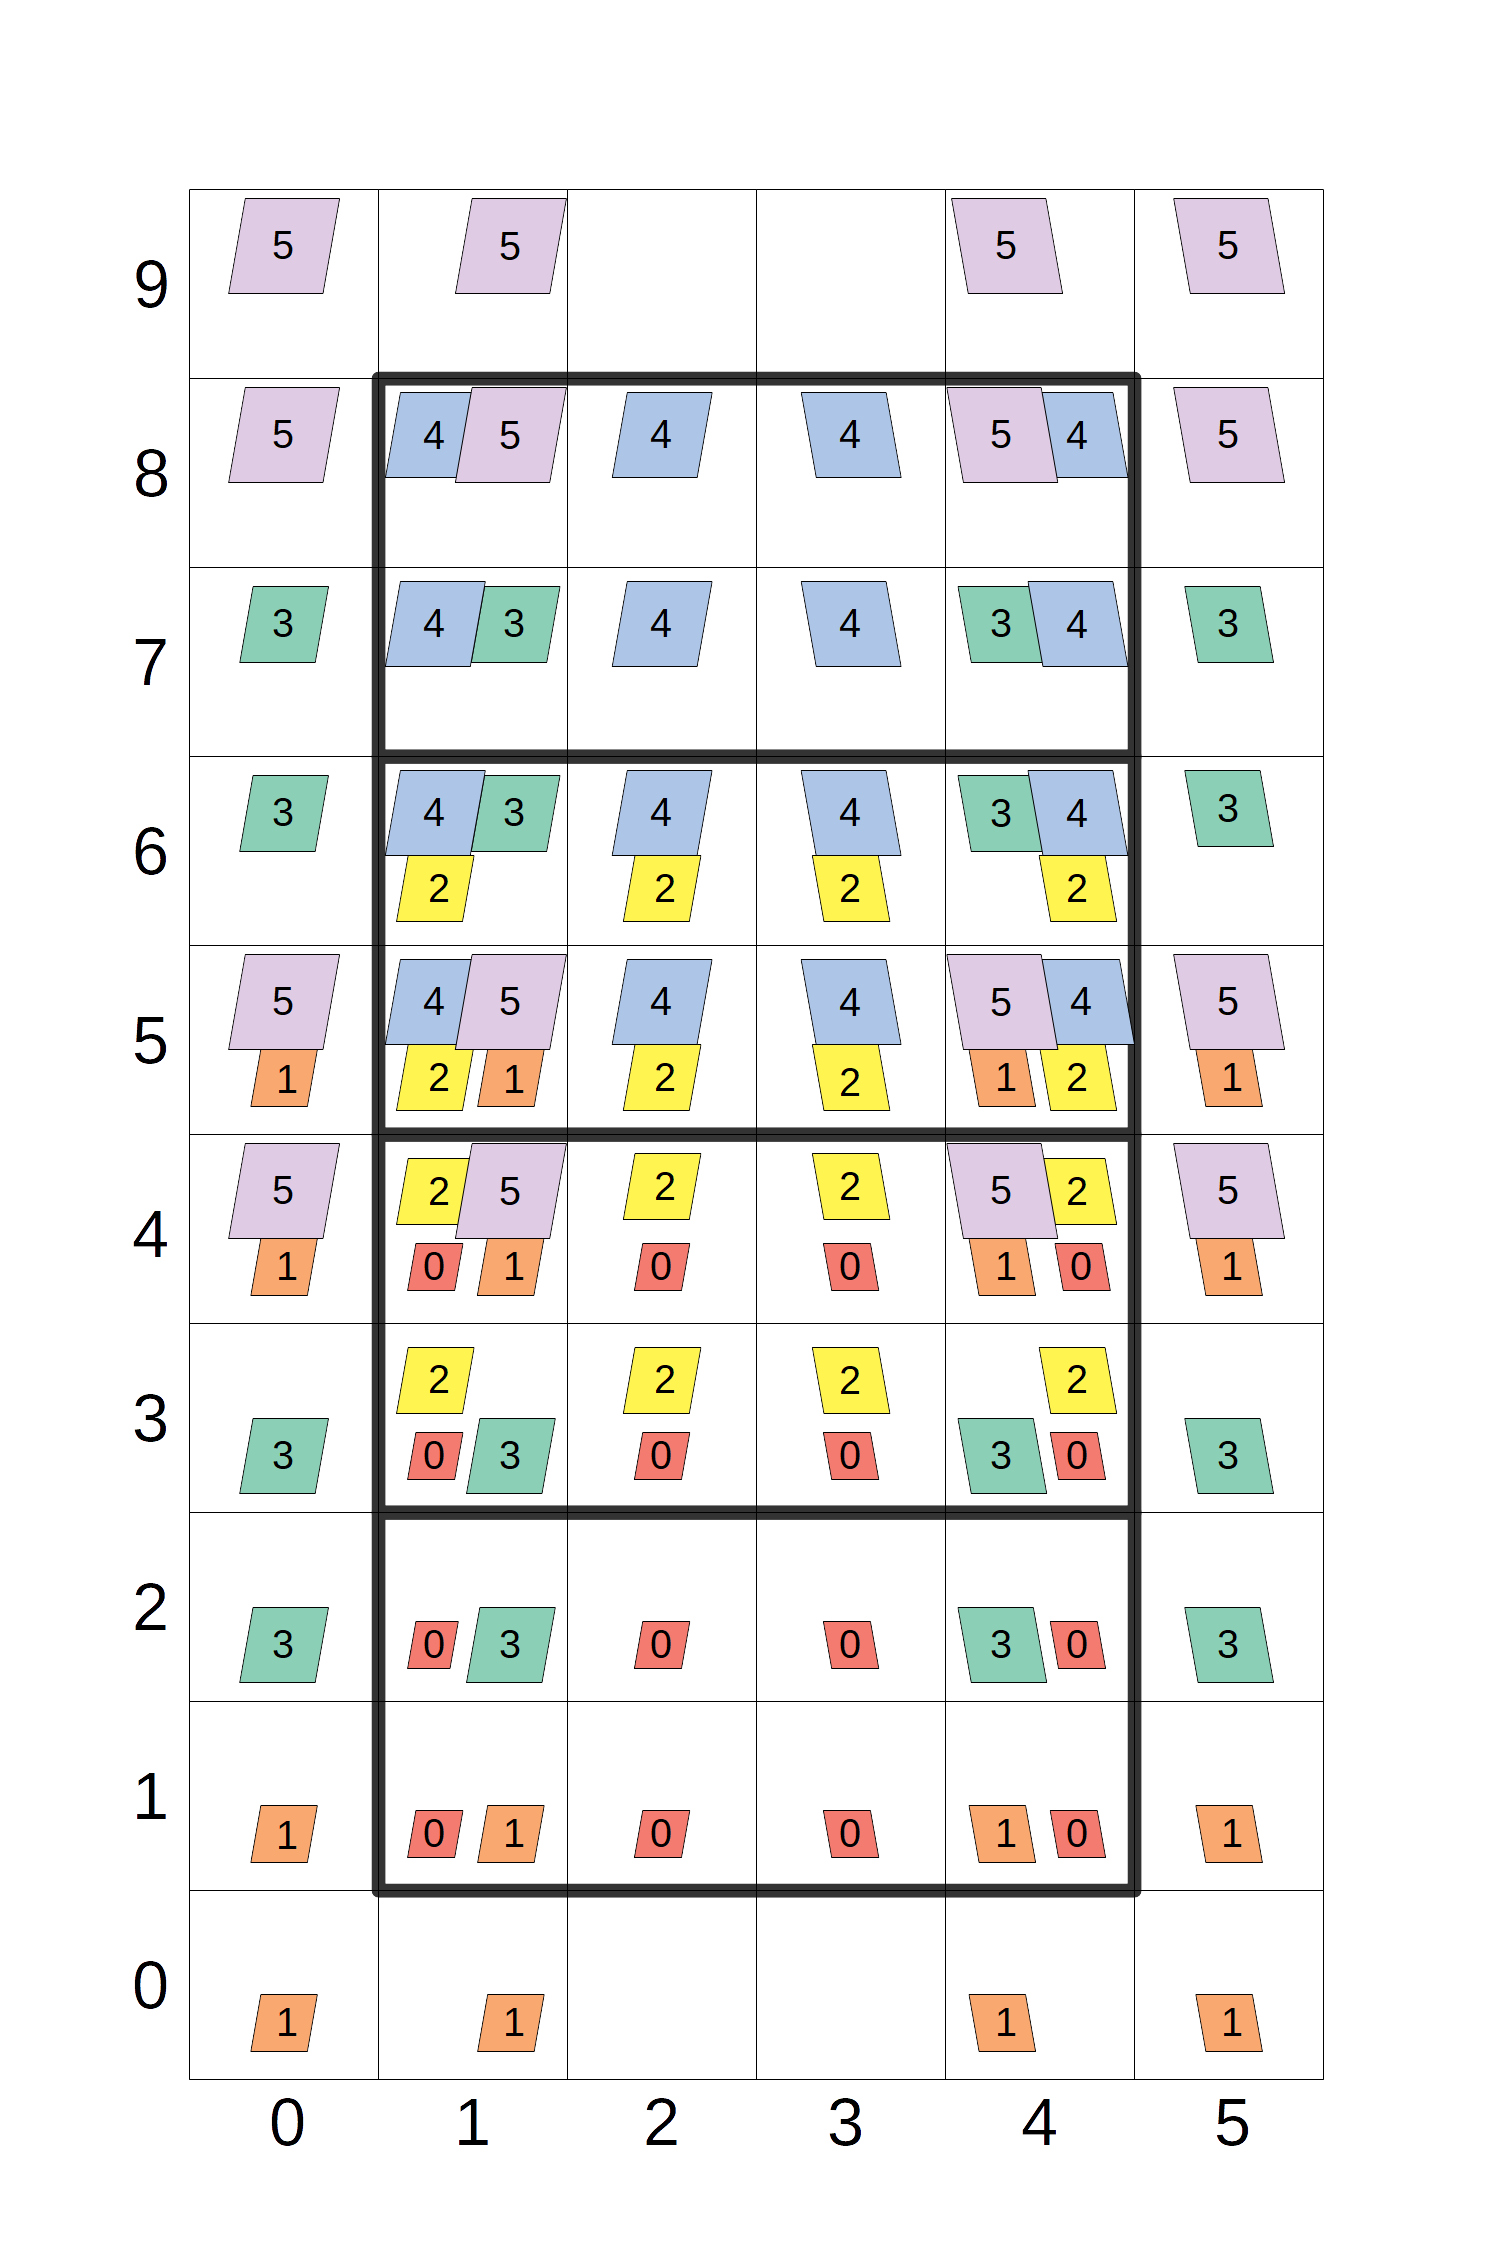 5 5 5 5
9
5 4 5 4 4 5 4 5
8
3 4 3 4 4 3 4 3
7
3 4 3 4 4 3 4 3
6
2 2 2 2
5 4 5 4 4 5 4 5
5
1 2 1 2 2 1 2 1
5 2 5 2 2 5 2 5
4
1 0 1 0 0 1 0 1
2 2 2 2
3
3 0 3 0 0 3 0 3
2
3 0 3 0 0 3 0 3
1
1 0 1 0 0 1 0 1
0
1 1 1 1
0 1 2 3 4 5